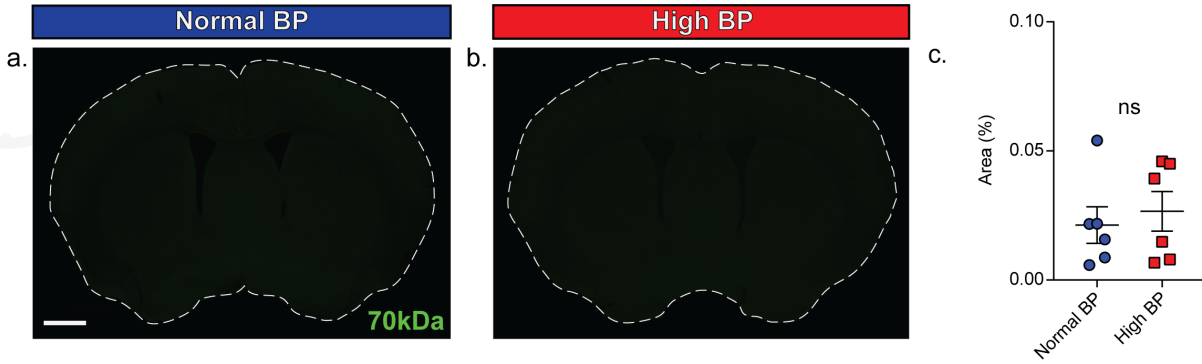 Normal BP
High BP
a.
b.
c.
70kDa
ns
Area (%)
0.10
0.05
0.00
Normal BP
High BP